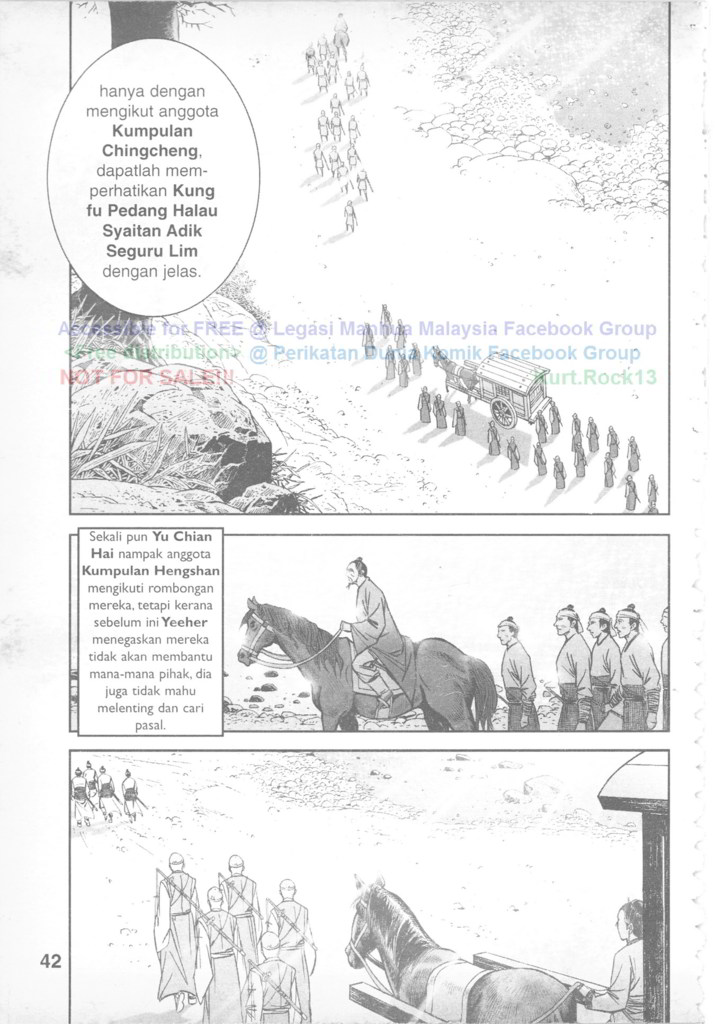 hanya dengan
mengikut anggota
Kumpulan
Chingcheng,
dapatlah mem-
perhatikan Kung
fu Pedang Halau
Syaitan Adik
Seguru Lim
dengan jelas.
Accessible for FREE @ Legasi Manhua Malaysia Facebook Group
<Free distribution> @ Perikatan Dunia Komik Facebook Group
NOT FOR SALE!!! Kurt.Rock13
Sekali pun Yu Chian
Hai nampak anggota
Kumpulan Hengshan
mengikuti rombongan
mereka, tetapi kerana
sebelum ini Yeeher
menegaskan mereka
tidak akan membantu
mana-mana pihak, dia
juga tidak mahu
melenting dan cari
pasal.
42